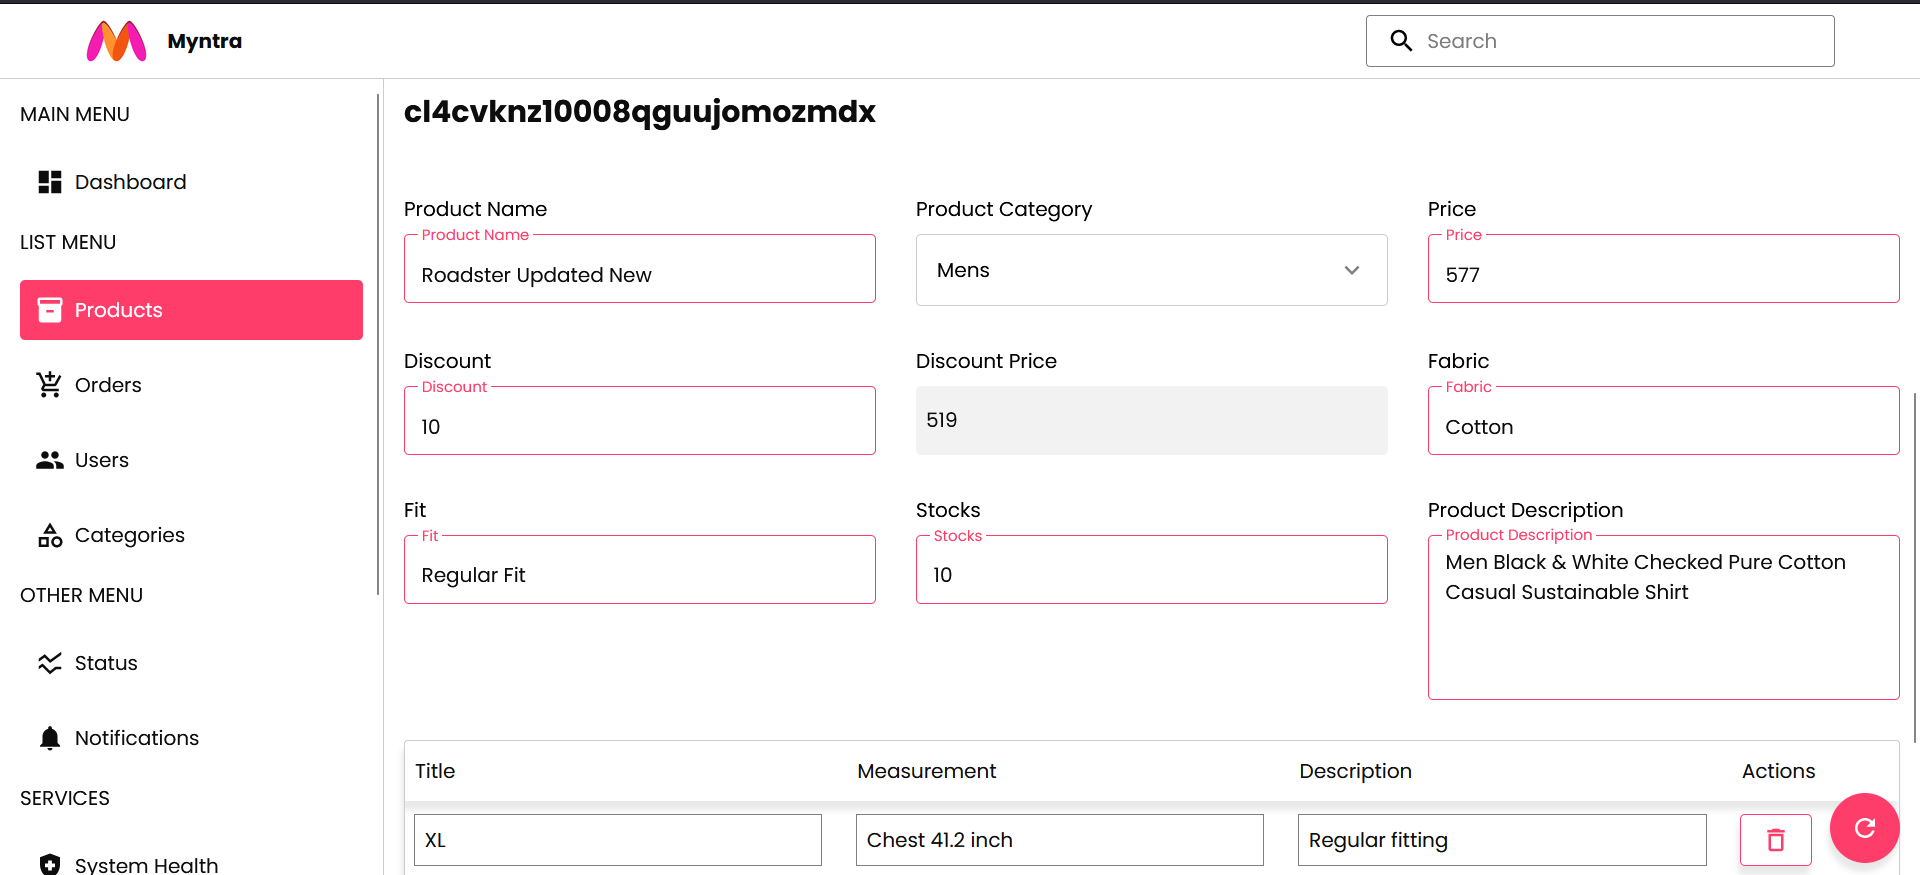 Myntra
Search
MAIN MENU
Dashboard
LIST MENU
Products
Orders
Users
Categories
OTHER MENU
Status
Notifications
SERVICES
System Health
cl4cvknz10008qguujomozmdx
Product Name
Product Name
Roadster Updated New
Product Category
Mens
Price
Price
577
Discount
Discount
10
Discount Price
519
Fabric
Fabric
Cotton
Fit
Fit
Regular Fit
Stocks
Stocks
10
Product Description
Product Description
Men Black & White Checked Pure Cotton
Casual Sustainable Shirt
Title Measurement Description Actions
XL Chest 41.2 inch Regular fitting